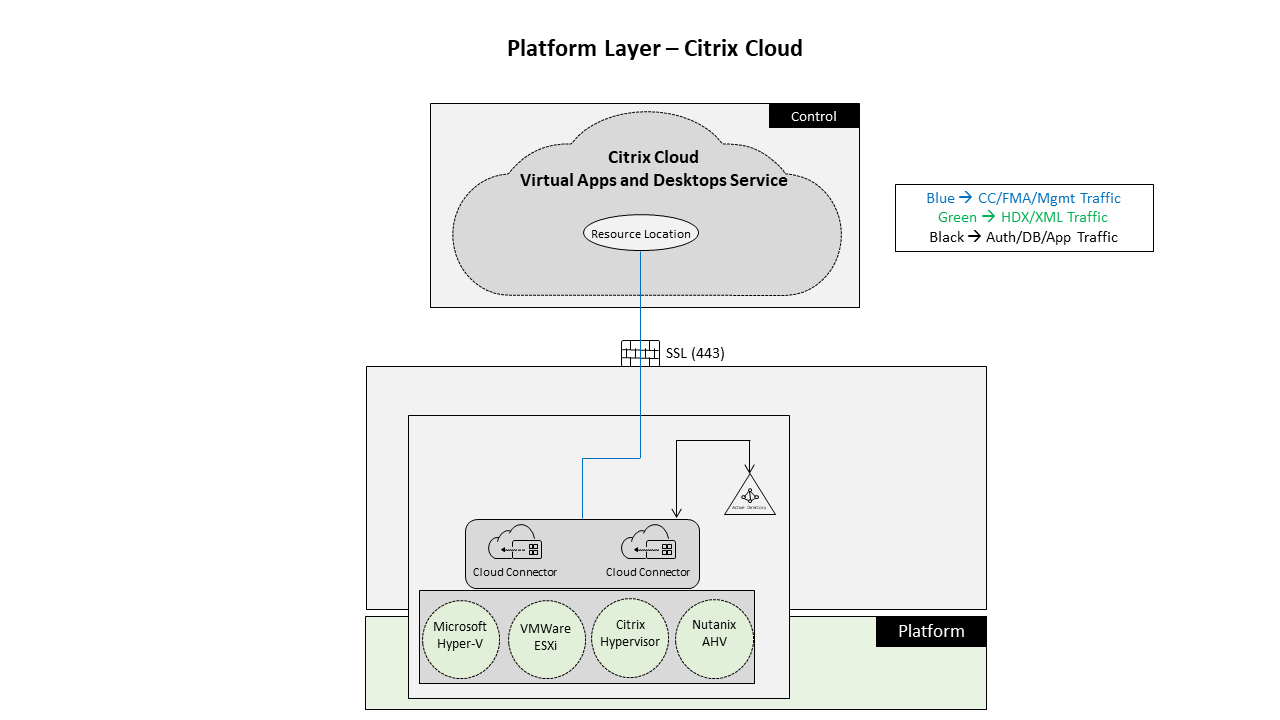 Platform Layer – Citrix Cloud
Control
Citrix Cloud
Virtual Apps and Desktops Service
Resource Location
Blue → CC/FMA/Mgmt Traffic
Green → HDX/XML Traffic
Black → Auth/DB/App Traffic
SSL (443)
Active Directory
Cloud Connector
Cloud Connector
Microsoft
Hyper-V
VMWare
ESXi
Citrix
Hypervisor
Nutanix
AHV
Platform